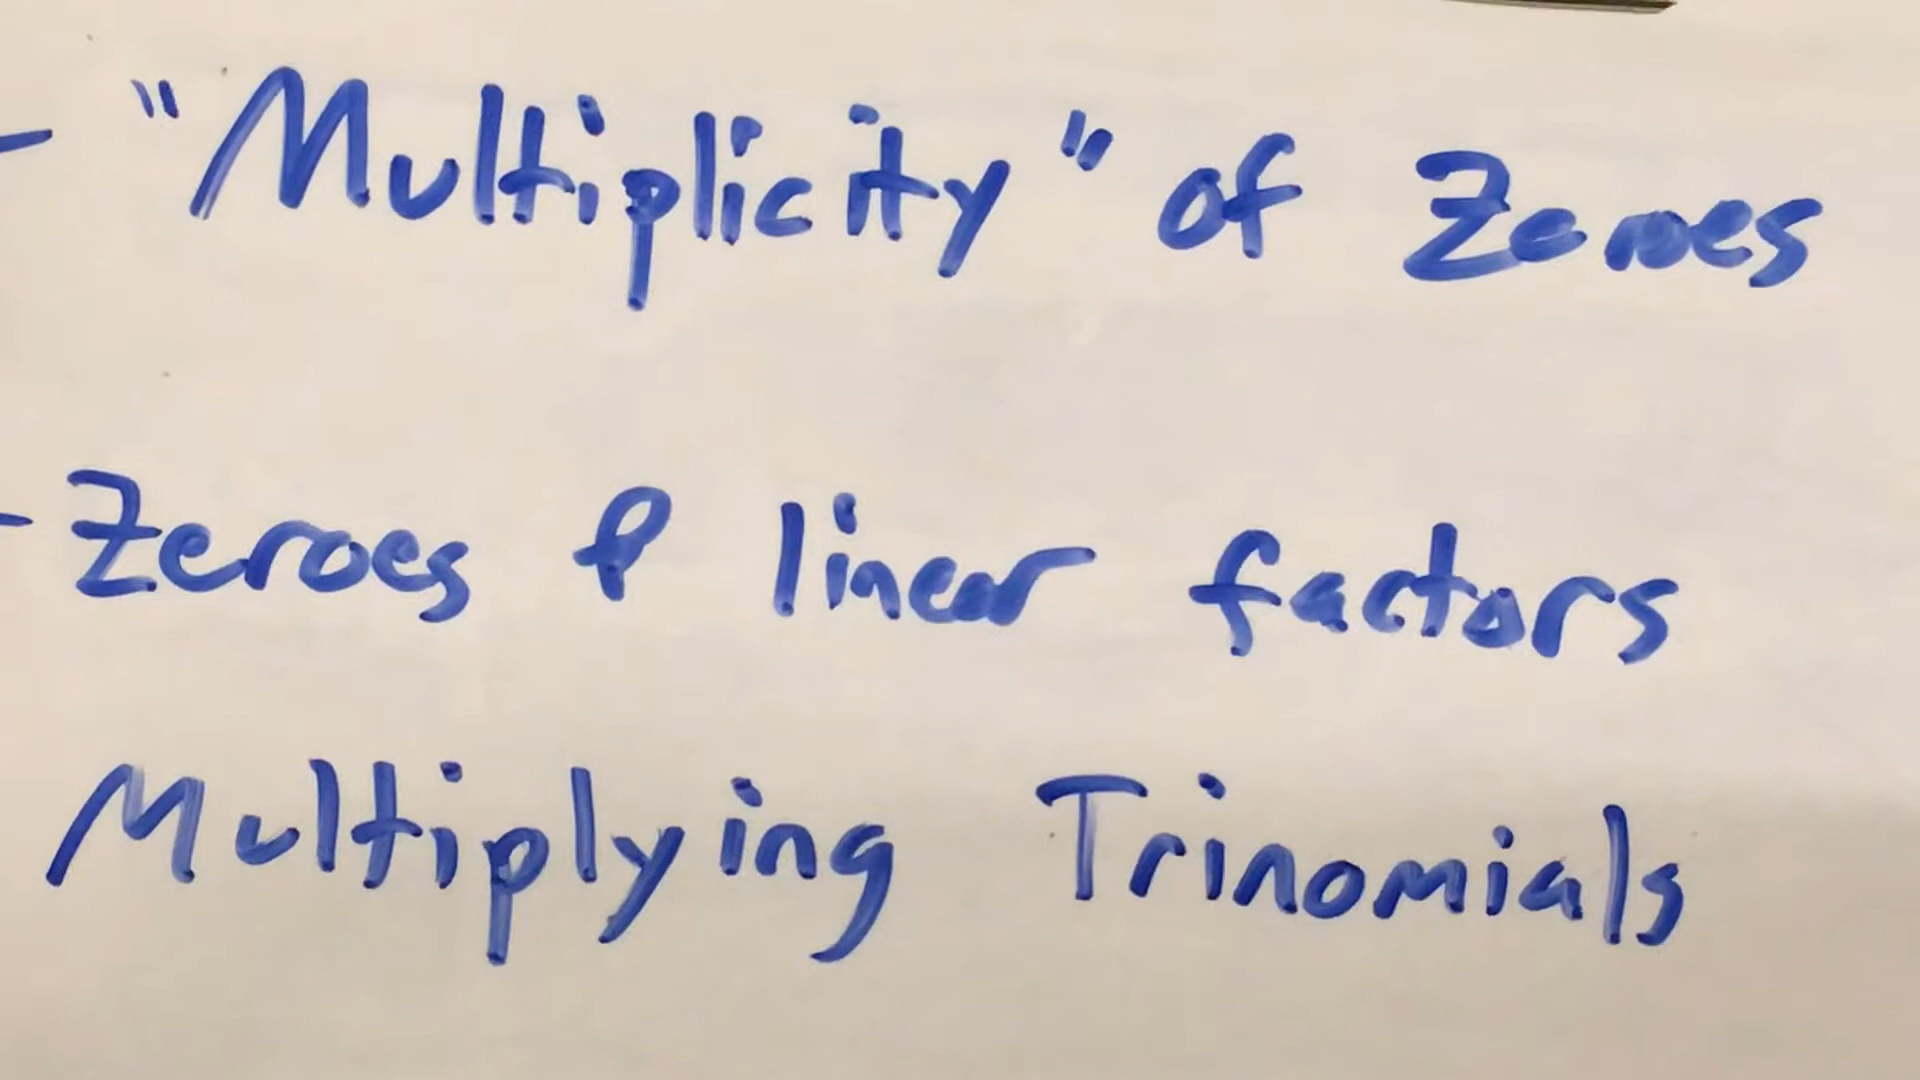 - "Multiplicity" of Zeroes
- Zeroes & linear factors
Multiplying Trinomials